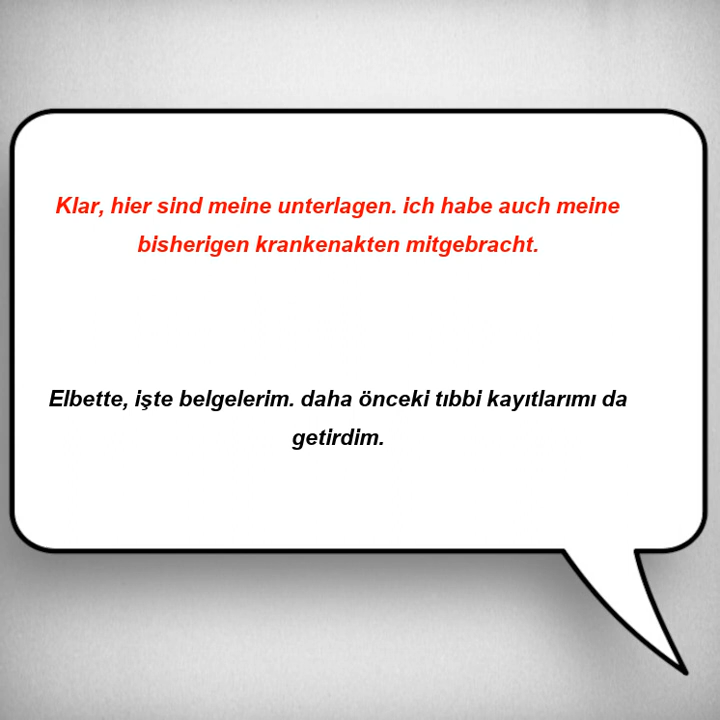 Klar, hier sind meine unterlagen. ich habe auch meine
bisherigen krankenakten mitgebracht.
Elbette, işte belgelerim. daha önceki tıbbi kayıtlarımı da
getirdim.